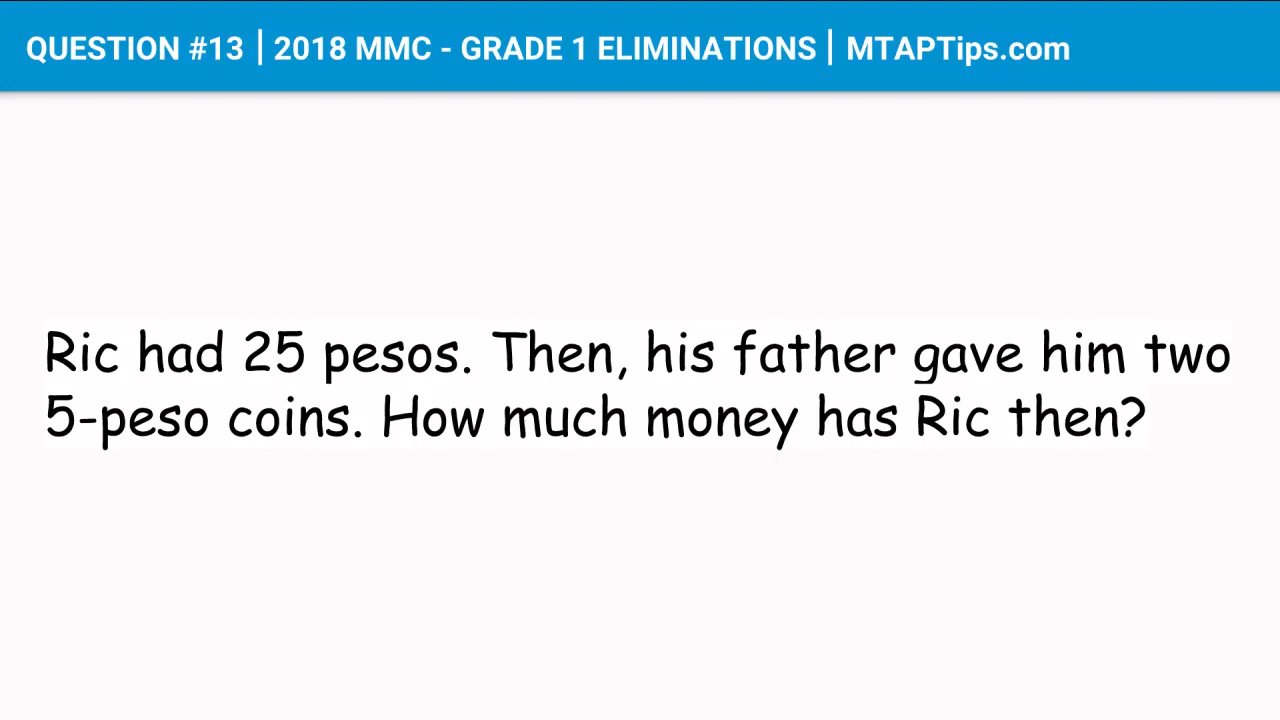 QUESTION #13 | 2018 MMC - GRADE 1 ELIMINATIONS | MTAPTips.com
Ric had 25 pesos. Then, his father gave him two
5-peso coins. How much money has Ric then?